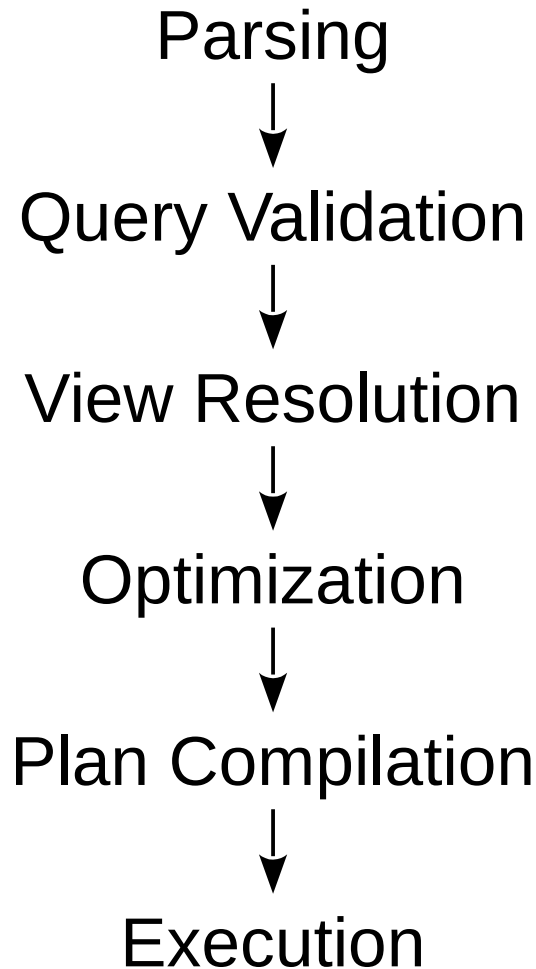 Parsing
Query Validation
View Resolution
Optimization
Plan Compilation
Execution